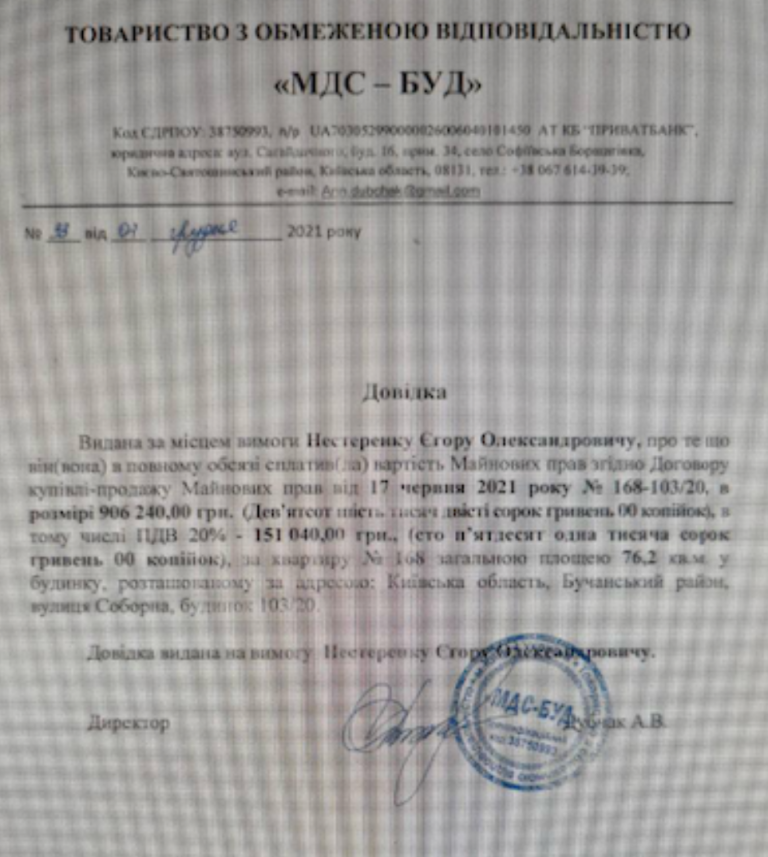 ТОВАРИСТВО З ОБМЕЖЕНОЮ ВІДПОВІДАЛЬНІСТЮ
«МДС – БУД»
Код ЄДРПОУ: 38750993, п/р АТ КБ "ПРИВАТБАНК",
юридична адреса: вул. Сагайдачного, буд. 16, прим. 34, село Софіївська Борщагівка,
Києво-Святошинський район, Київська область, 08131, тел.: +38 067 614-39-39;
e-mail: Ann.dubchak@gmail.com
№ від грудня 2021 року
Довідка
Видана за місцем вимоги Нестеренку Єгору Олександровичу, про те що
він(вона) в повному обсязі сплатив(ла) вартість Майнових прав згідно Договору
купівлі-продажу Майнових прав від 17 червня 2021 року № 168-103/20, в
розмірі 906 240,00 грн. (Дев'ятсот шість тисяч двісті сорок гривень 00 копійок), в
тому числі ПДВ 20% - 151 040,00 грн., (сто п'ятдесят одна тисяча сорок
гривень 00 копійок), за квартиру № 168 загальною площею 76,2 кв.м у
будинку, розташованому за адресою: Київська область, Бучанський район,
вулиця Соборна, будинок 103/20.
Довідка видана на вимогу Нестеренку Єгору Олександровичу.
Директор Дубчак А.В.
«МДС-БУД»
код 38750993